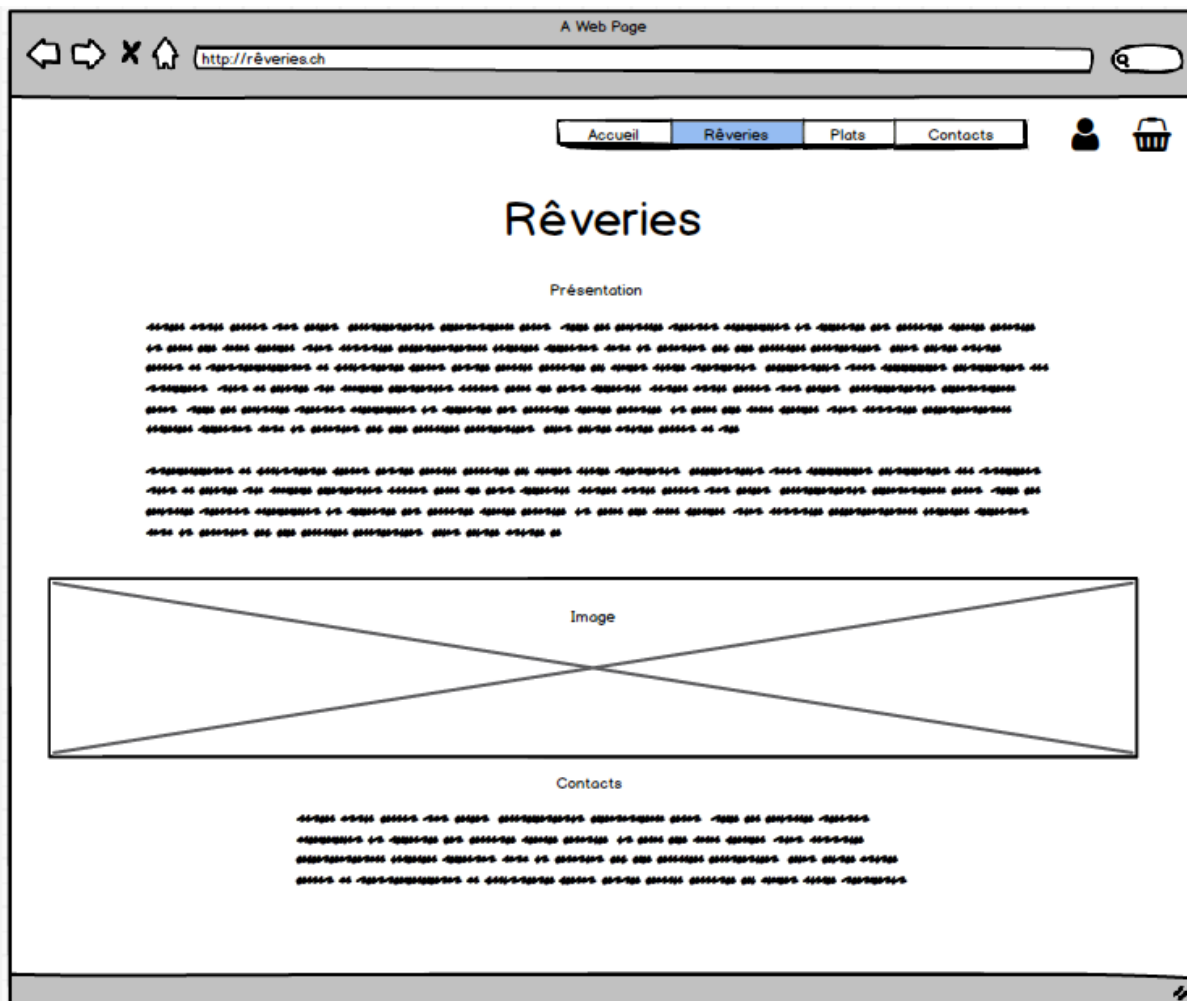 A Web Page
http://rêveries.ch
Accueil Rêveries Plats Contacts
Rêveries
Présentation
Image
Contacts